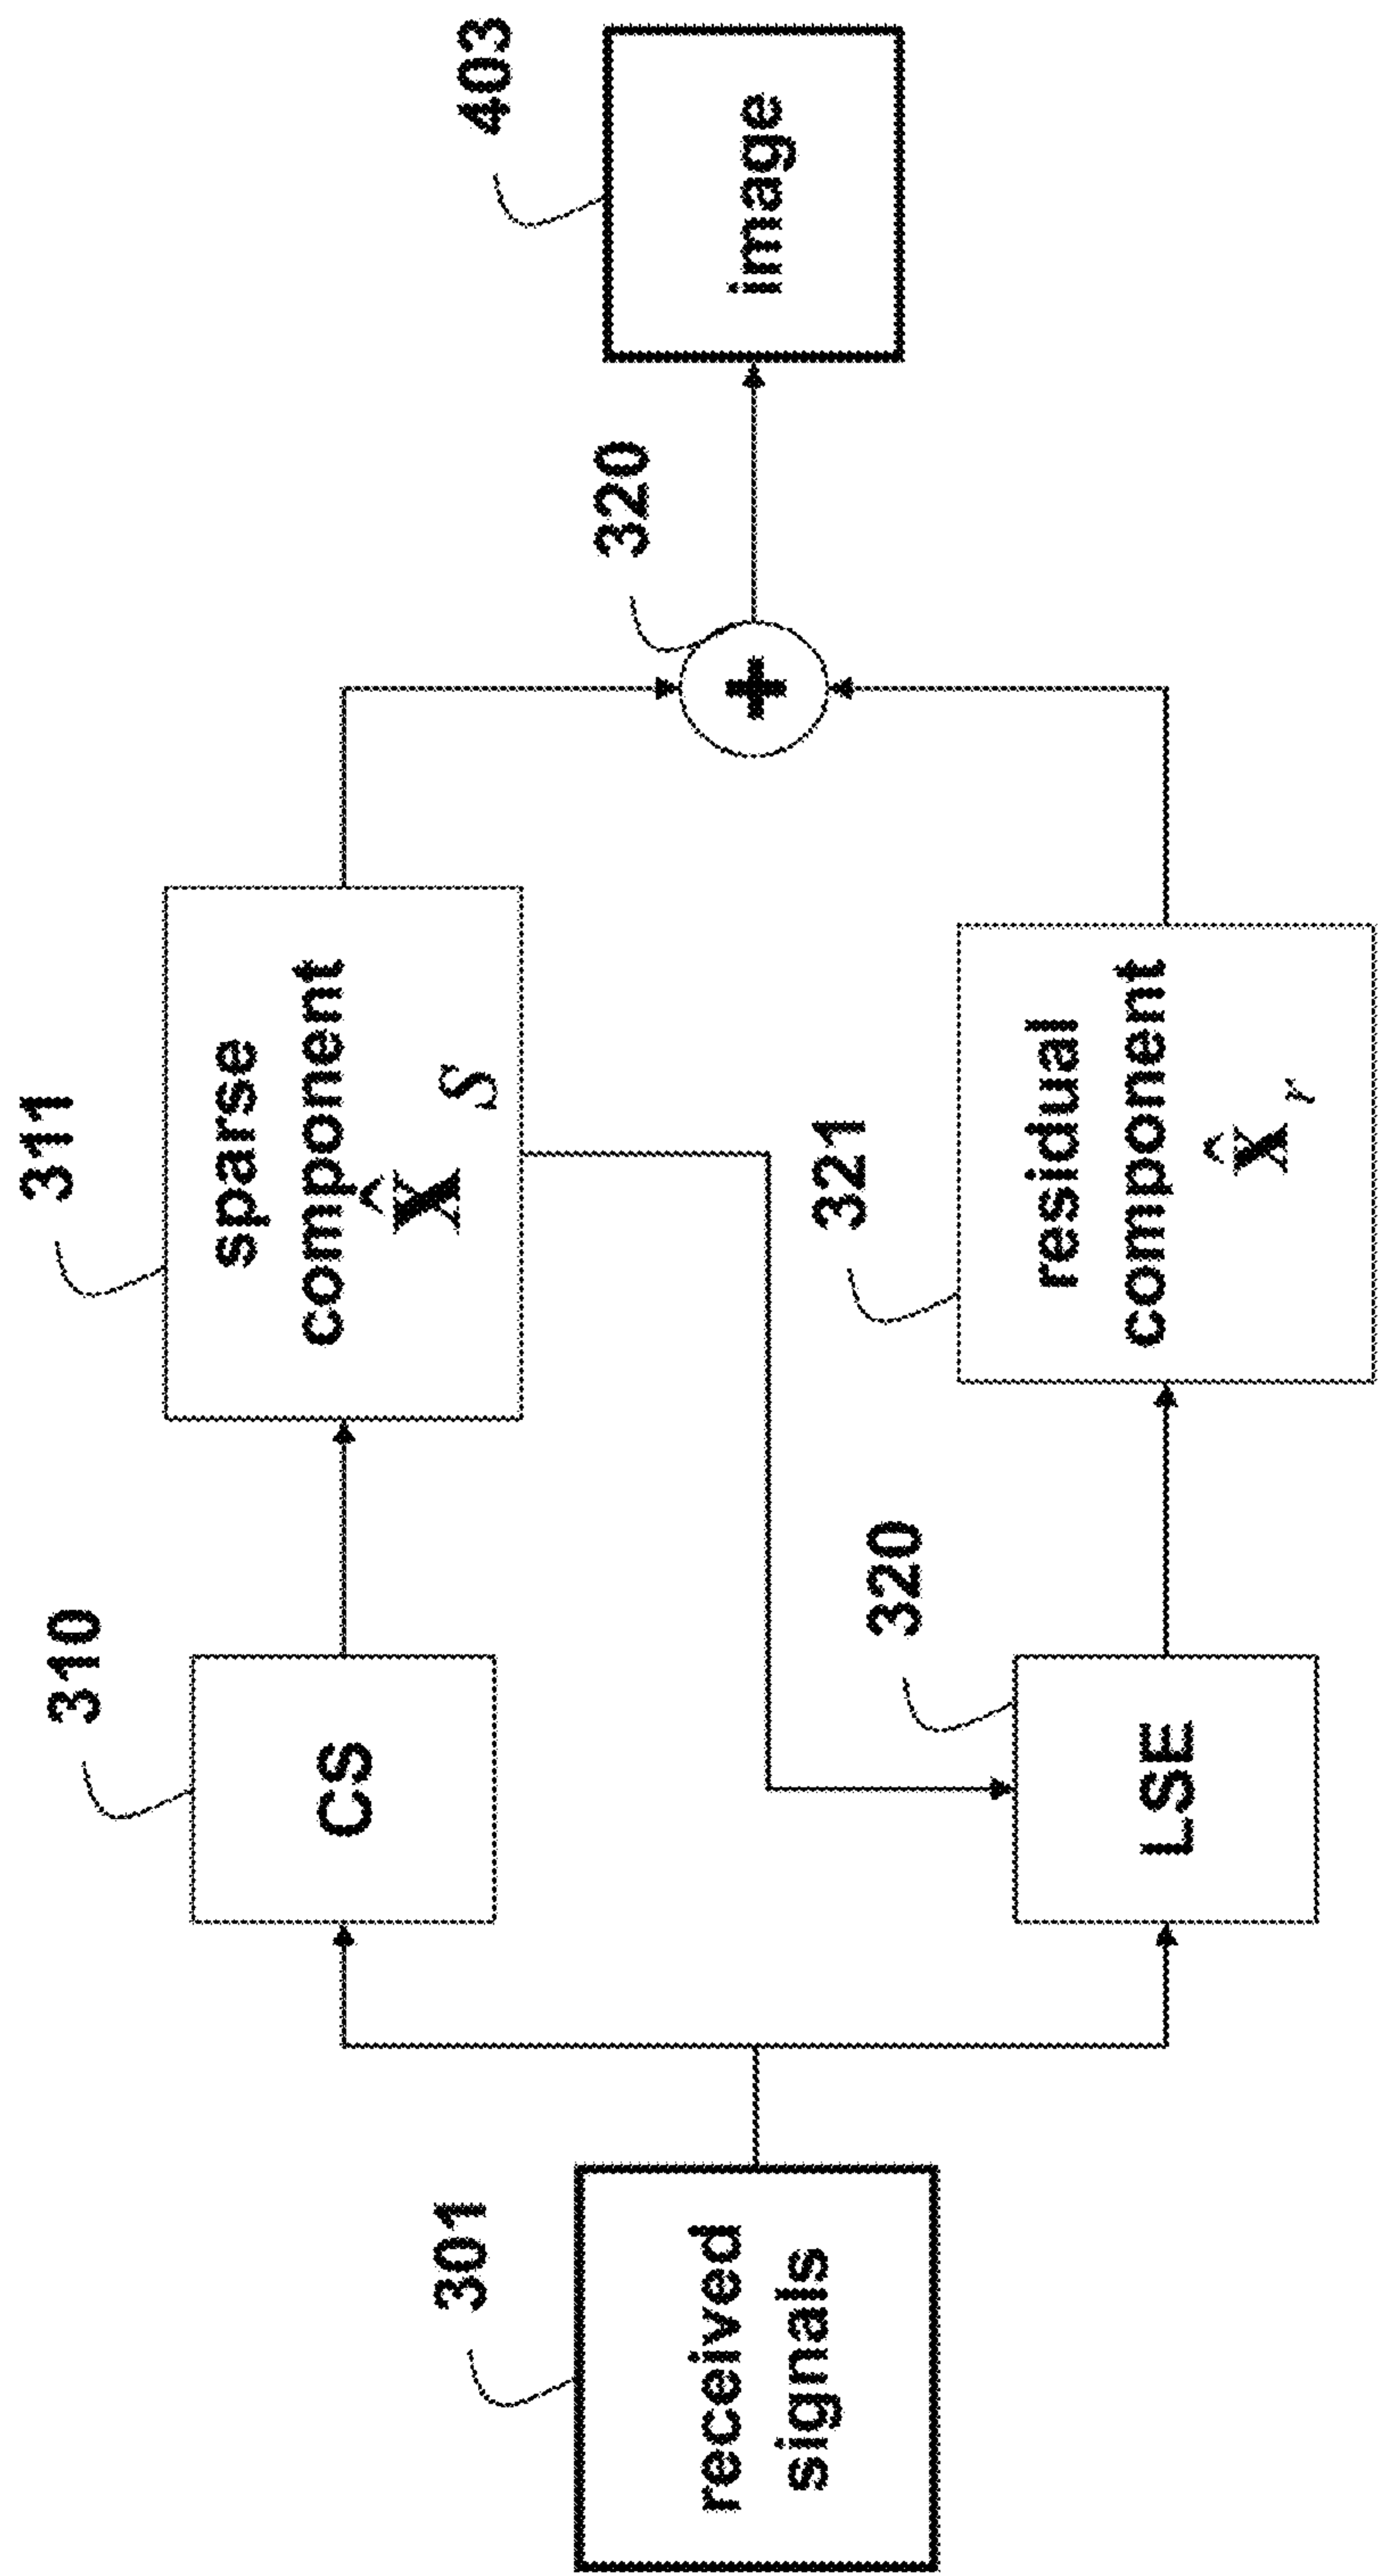 301
received
signals
310
CS
311
sparse
component
X̂ S
320
LSE
321
residual
component
x̂ r
320
+
403
image